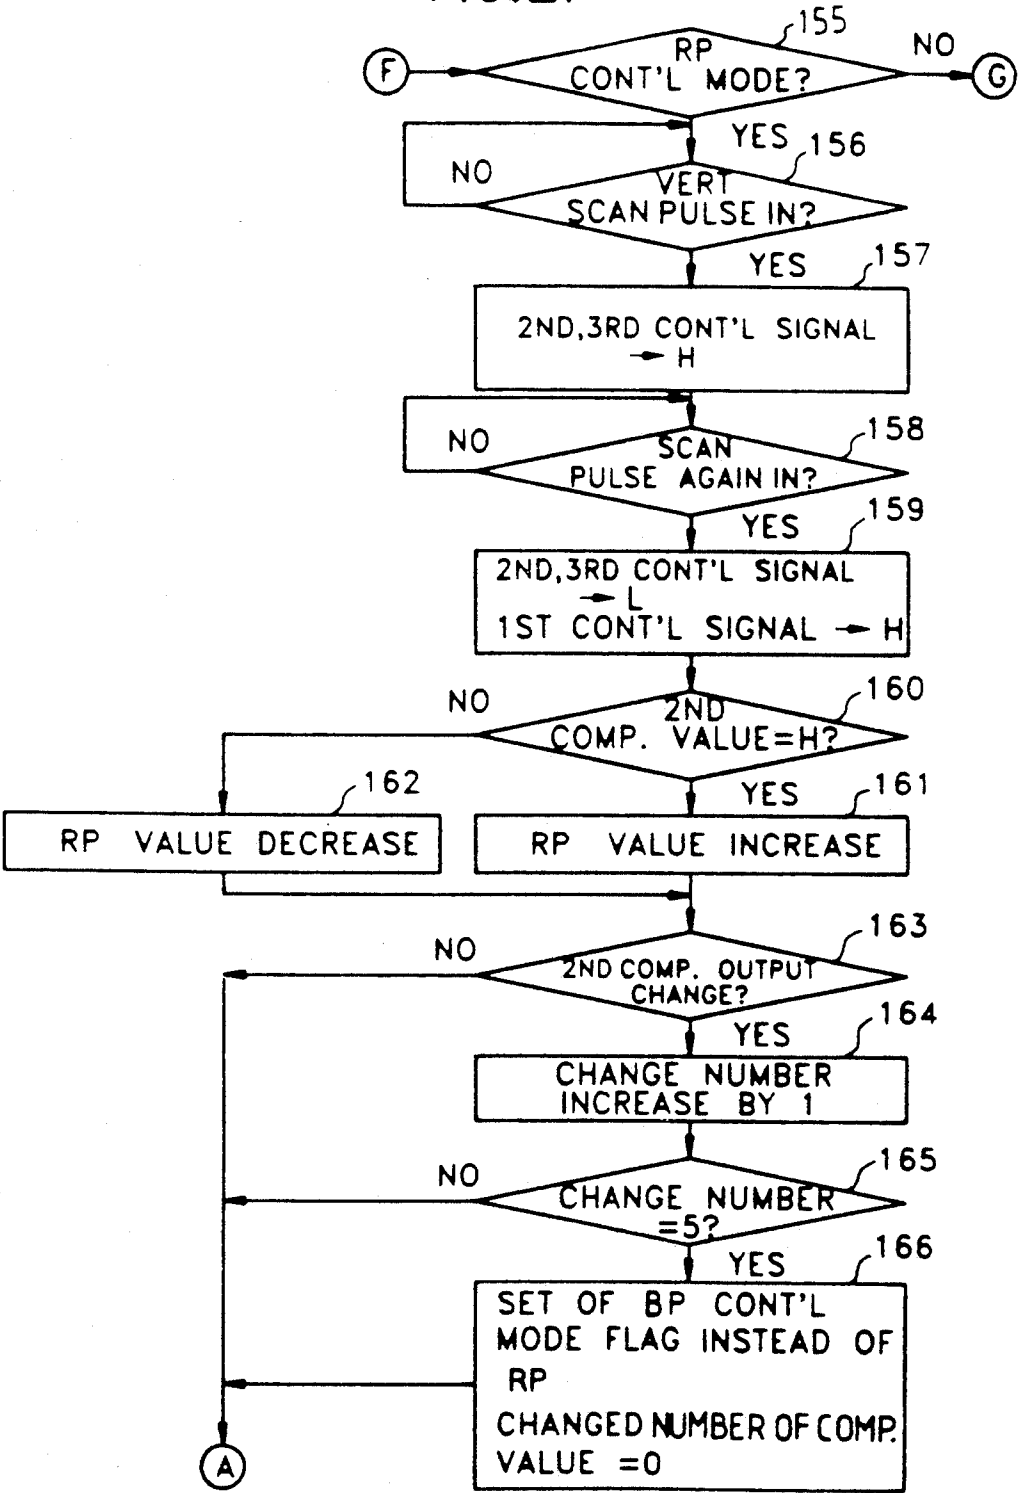 155
RP
CONT'L MODE?
F
NO
G
YES
156
NO
VERT
SCAN PULSE IN?
YES
157
2ND,3RD CONT'L SIGNAL
→ H
158
NO
SCAN
PULSE AGAIN IN?
159
YES
2ND,3RD CONT'L SIGNAL
→ L
1ST CONT'L SIGNAL → H
160
NO
2ND
COMP. VALUE=H?
162
YES
161
RP VALUE DECREASE
RP VALUE INCREASE
163
NO
2ND COMP. OUTPUT
CHANGE?
164
YES
CHANGE NUMBER
INCREASE BY 1
165
NO
CHANGE NUMBER
=5?
166
YES
SET OF BP CONT'L
MODE FLAG INSTEAD OF
RP
CHANGED NUMBER OF COMP.
VALUE =0
A